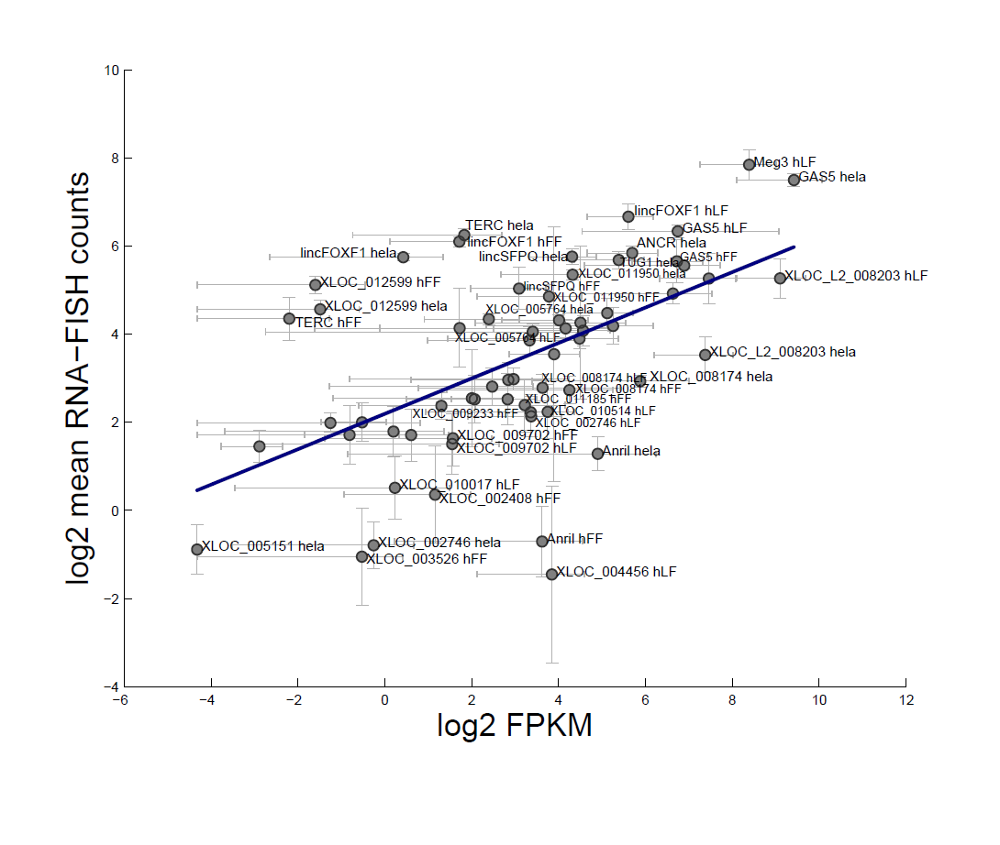 10
8
6
4
2
0
−2
−4
−6
−4
−2
0
2
4
6
8
10
12
log2 mean RNA−FISH counts
log2 FPKM
Meg3 hLF
GAS5 hela
lincFOXF1 hLF
TERC hela
GAS5 hLF
lincFOXF1 hFF
ANCR hela
lincFOXF1 hela
lincSFPQ hela
GAS5 hFF
TUG1 hela
XLOC_011950 hela
XLOC_L2_008203 hLF
XLOC_012599 hFF
lincSFPQ hFF
XLOC_011950 hFF
XLOC_012599 hela
XLOC_005764 hela
TERC hFF
XLOC_005764 hLF
XLOC_L2_008203 hela
XLOC_008174 hLF
XLOC_008174 hela
XLOC_008174 hFF
XLOC_011185 hFF
XLOC_009233 hFF
XLOC_010514 hLF
XLOC_002746 hLF
XLOC_009702 hFF
XLOC_009702 hLF
Anril hela
XLOC_010017 hLF
XLOC_002408 hFF
Anril hFF
XLOC_005151 hela
XLOC_002746 hela
XLOC_003526 hFF
XLOC_004456 hLF